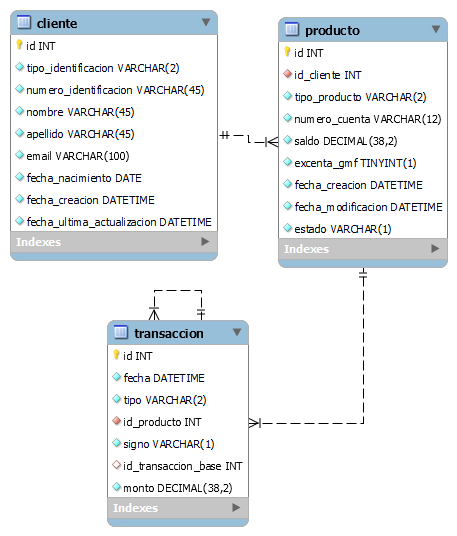 cliente
id INT
tipo_identificacion VARCHAR(2)
numero_identificacion VARCHAR(45)
nombre VARCHAR(45)
apellido VARCHAR(45)
email VARCHAR(100)
fecha_nacimiento DATE
fecha_creacion DATETIME
fecha_ultima_actualizacion DATETIME
Indexes
producto
id INT
id_cliente INT
tipo_producto VARCHAR(2)
numero_cuenta VARCHAR(12)
saldo DECIMAL(38,2)
excenta_gmf TINYINT(1)
fecha_creacion DATETIME
fecha_modificacion DATETIME
estado VARCHAR(1)
Indexes
transaccion
id INT
fecha DATETIME
tipo VARCHAR(2)
id_producto INT
signo VARCHAR(1)
id_transaccion_base INT
monto DECIMAL(38,2)
Indexes